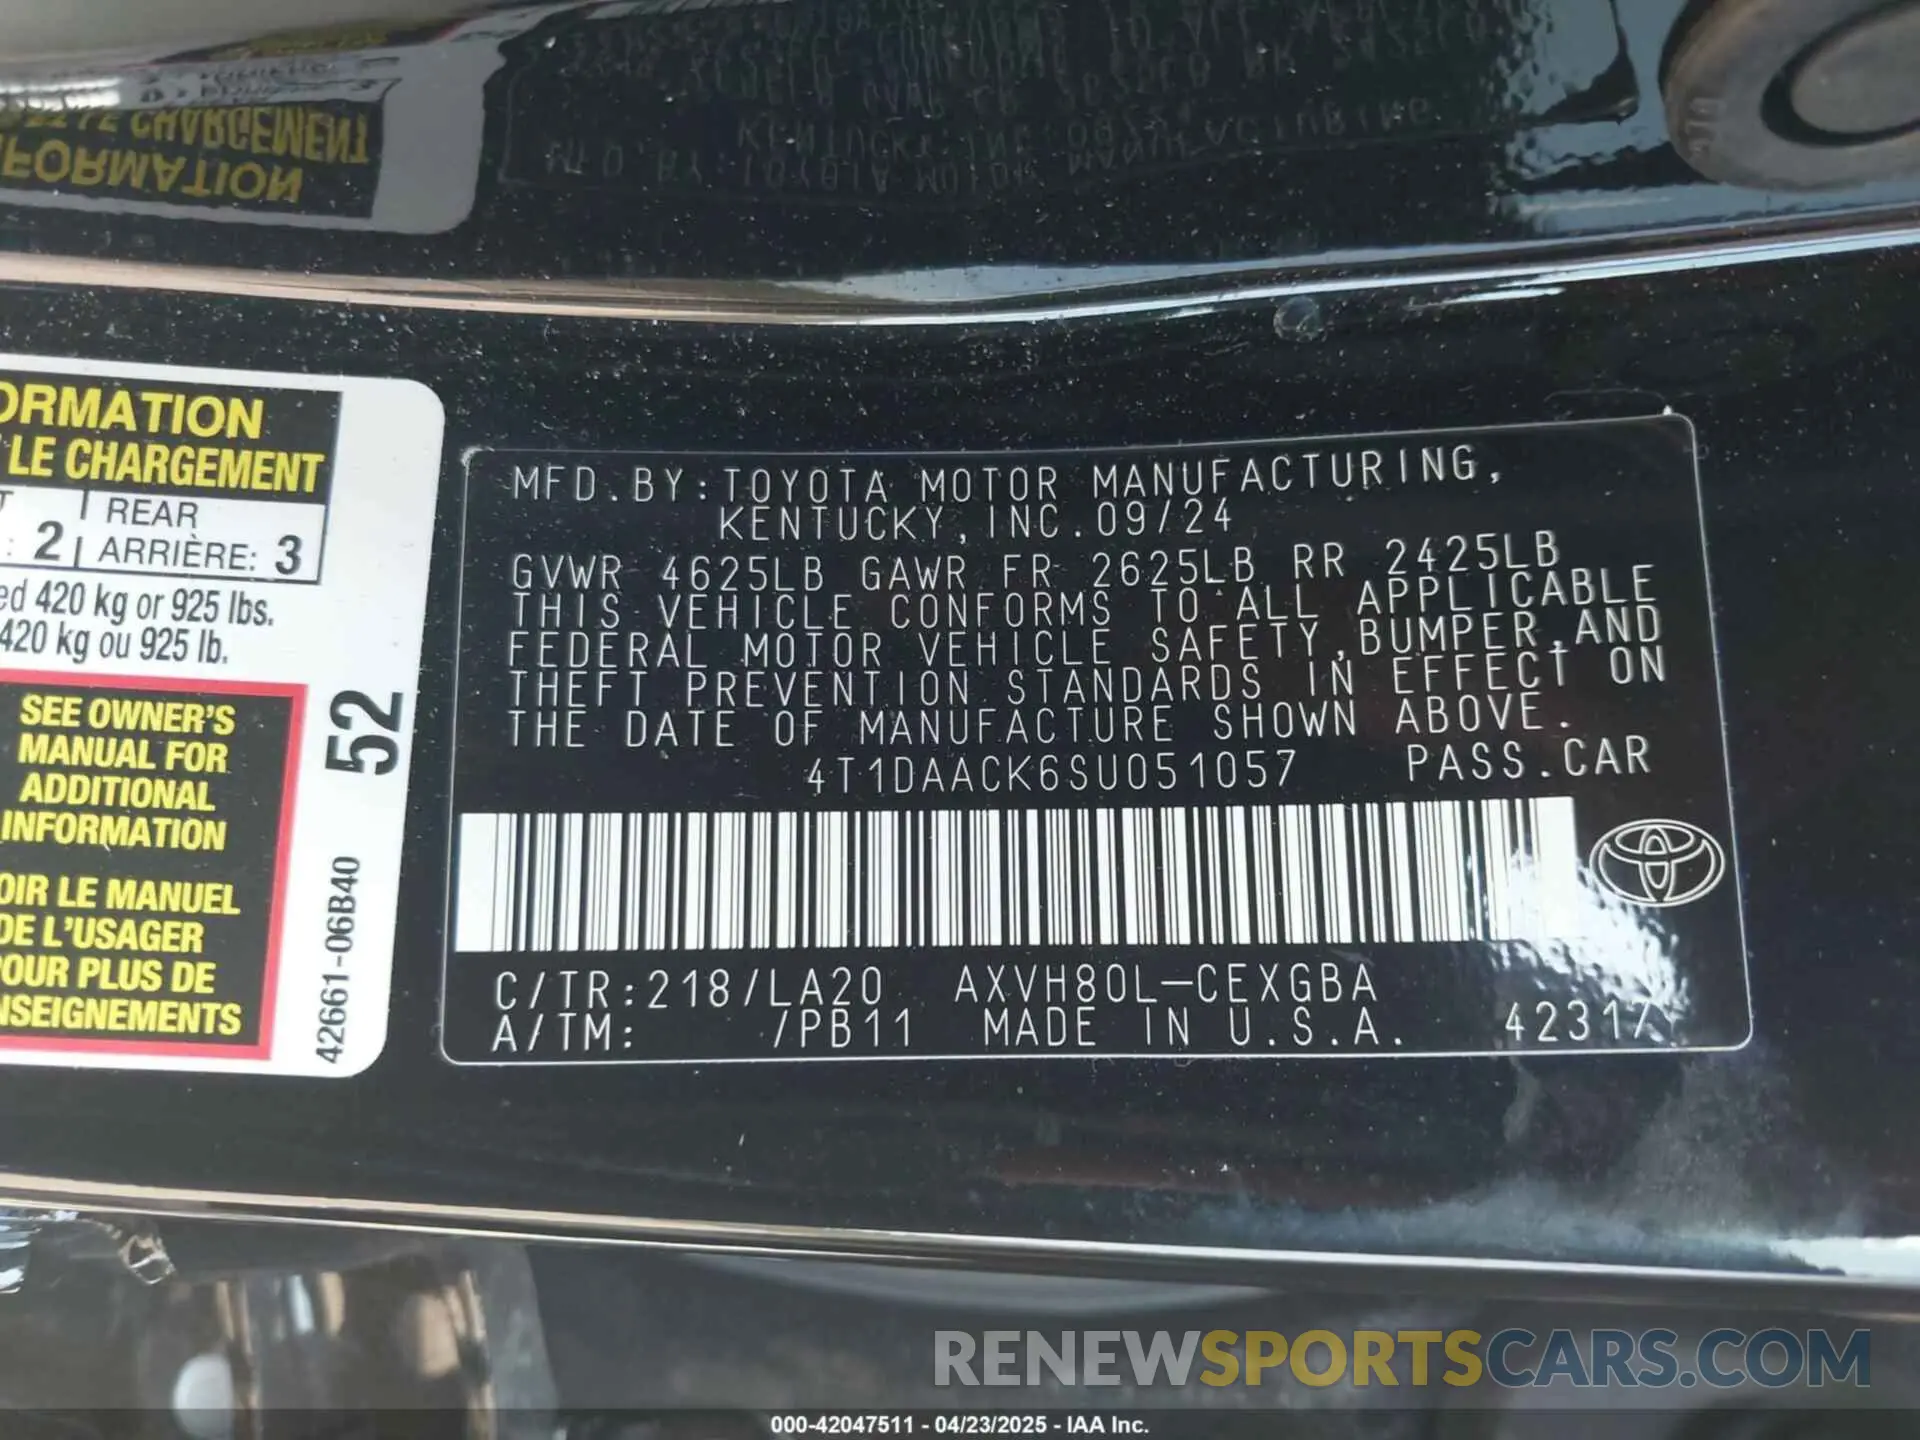 ORMATION
LE CHARGEMENT
REAR
: 2 ARRIÈRE: 3
ed 420 kg or 925 lbs.
420 kg ou 925 lb.
SEE OWNER'S
MANUAL FOR
ADDITIONAL
INFORMATION
OIR LE MANUEL
DE L'USAGER
POUR PLUS DE
NSEIGNEMENTS
52
42661-06B40
MFD.BY:TOYOTA MOTOR MANUFACTURING,
KENTUCKY,INC.09/24
GVWR 4625LB GAWR FR 2625LB RR 2425LB
THIS VEHICLE CONFORMS TO ALL APPLICABLE
FEDERAL MOTOR VEHICLE SAFETY,BUMPER,AND
THEFT PREVENTION STANDARDS IN EFFECT ON
THE DATE OF MANUFACTURE SHOWN ABOVE.
4T1DAACK6SU051057 PASS.CAR
C/TR:218/LA20 AXVH80L-CEXGBA
A/TM: /PB11 MADE IN U.S.A. 42317
RENEWSPORTSCARS.COM
000-42047511 - 04/23/2025 - IAA Inc.